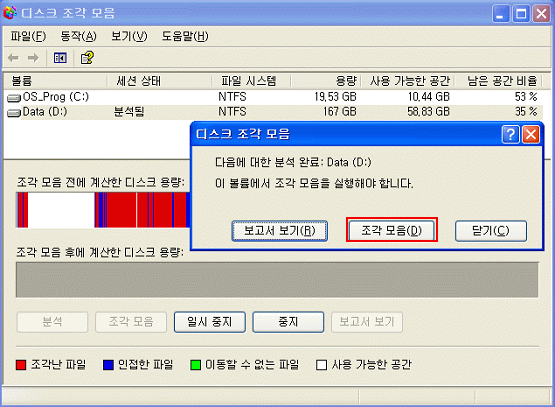 디스크 조각 모음
파일(F) 동작(A) 보기(V) 도움말(H)
볼륨 세션 상태 파일 시스템 용량 사용 가능한 공간 남은 공간 비율
OS_Prog (C:) NTFS 19,53 GB 10,44 GB 53 %
Data (D:) 분석됨 NTFS 167 GB 58,83 GB 35 %
디스크 조각 모음
다음에 대한 분석 완료: Data (D:)
이 볼륨에서 조각 모음을 실행해야 합니다.
보고서 보기(R) 조각 모음(D) 닫기(C)
조각 모음 전에 계산한 디스크 용량:
조각 모음 후에 계산한 디스크 용량:
분석 조각 모음 일시 중지 중지 보고서 보기
조각난 파일 인접한 파일 이동할 수 없는 파일 사용 가능한 공간